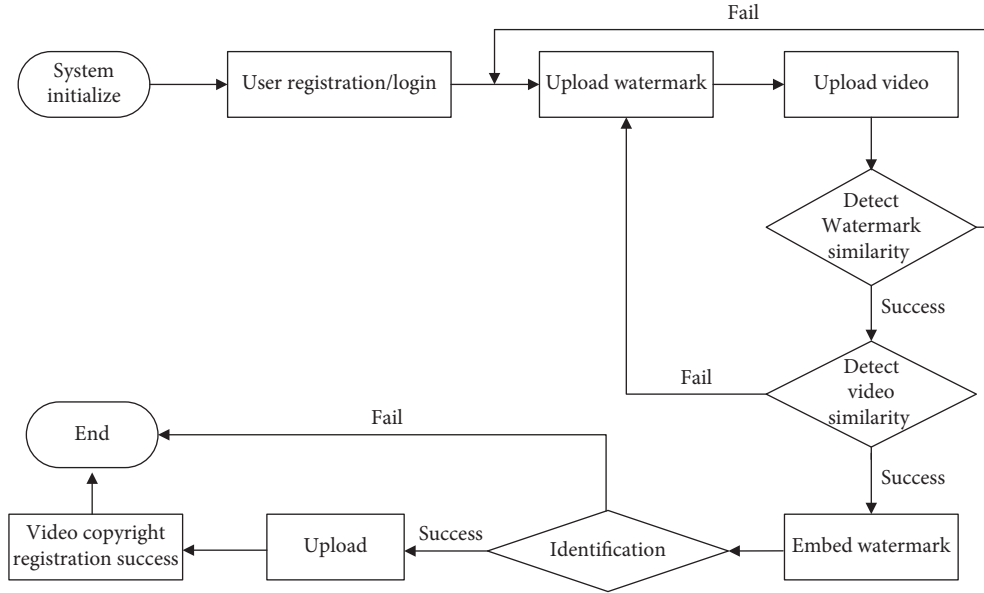 Fail
System
initialize
User registration/login
Upload watermark
Upload video
Detect
Watermark
similarity
Success
Detect
video
similarity
Fail
Success
End
Fail
Video copyright
registration success
Upload
Success
Identification
Embed watermark